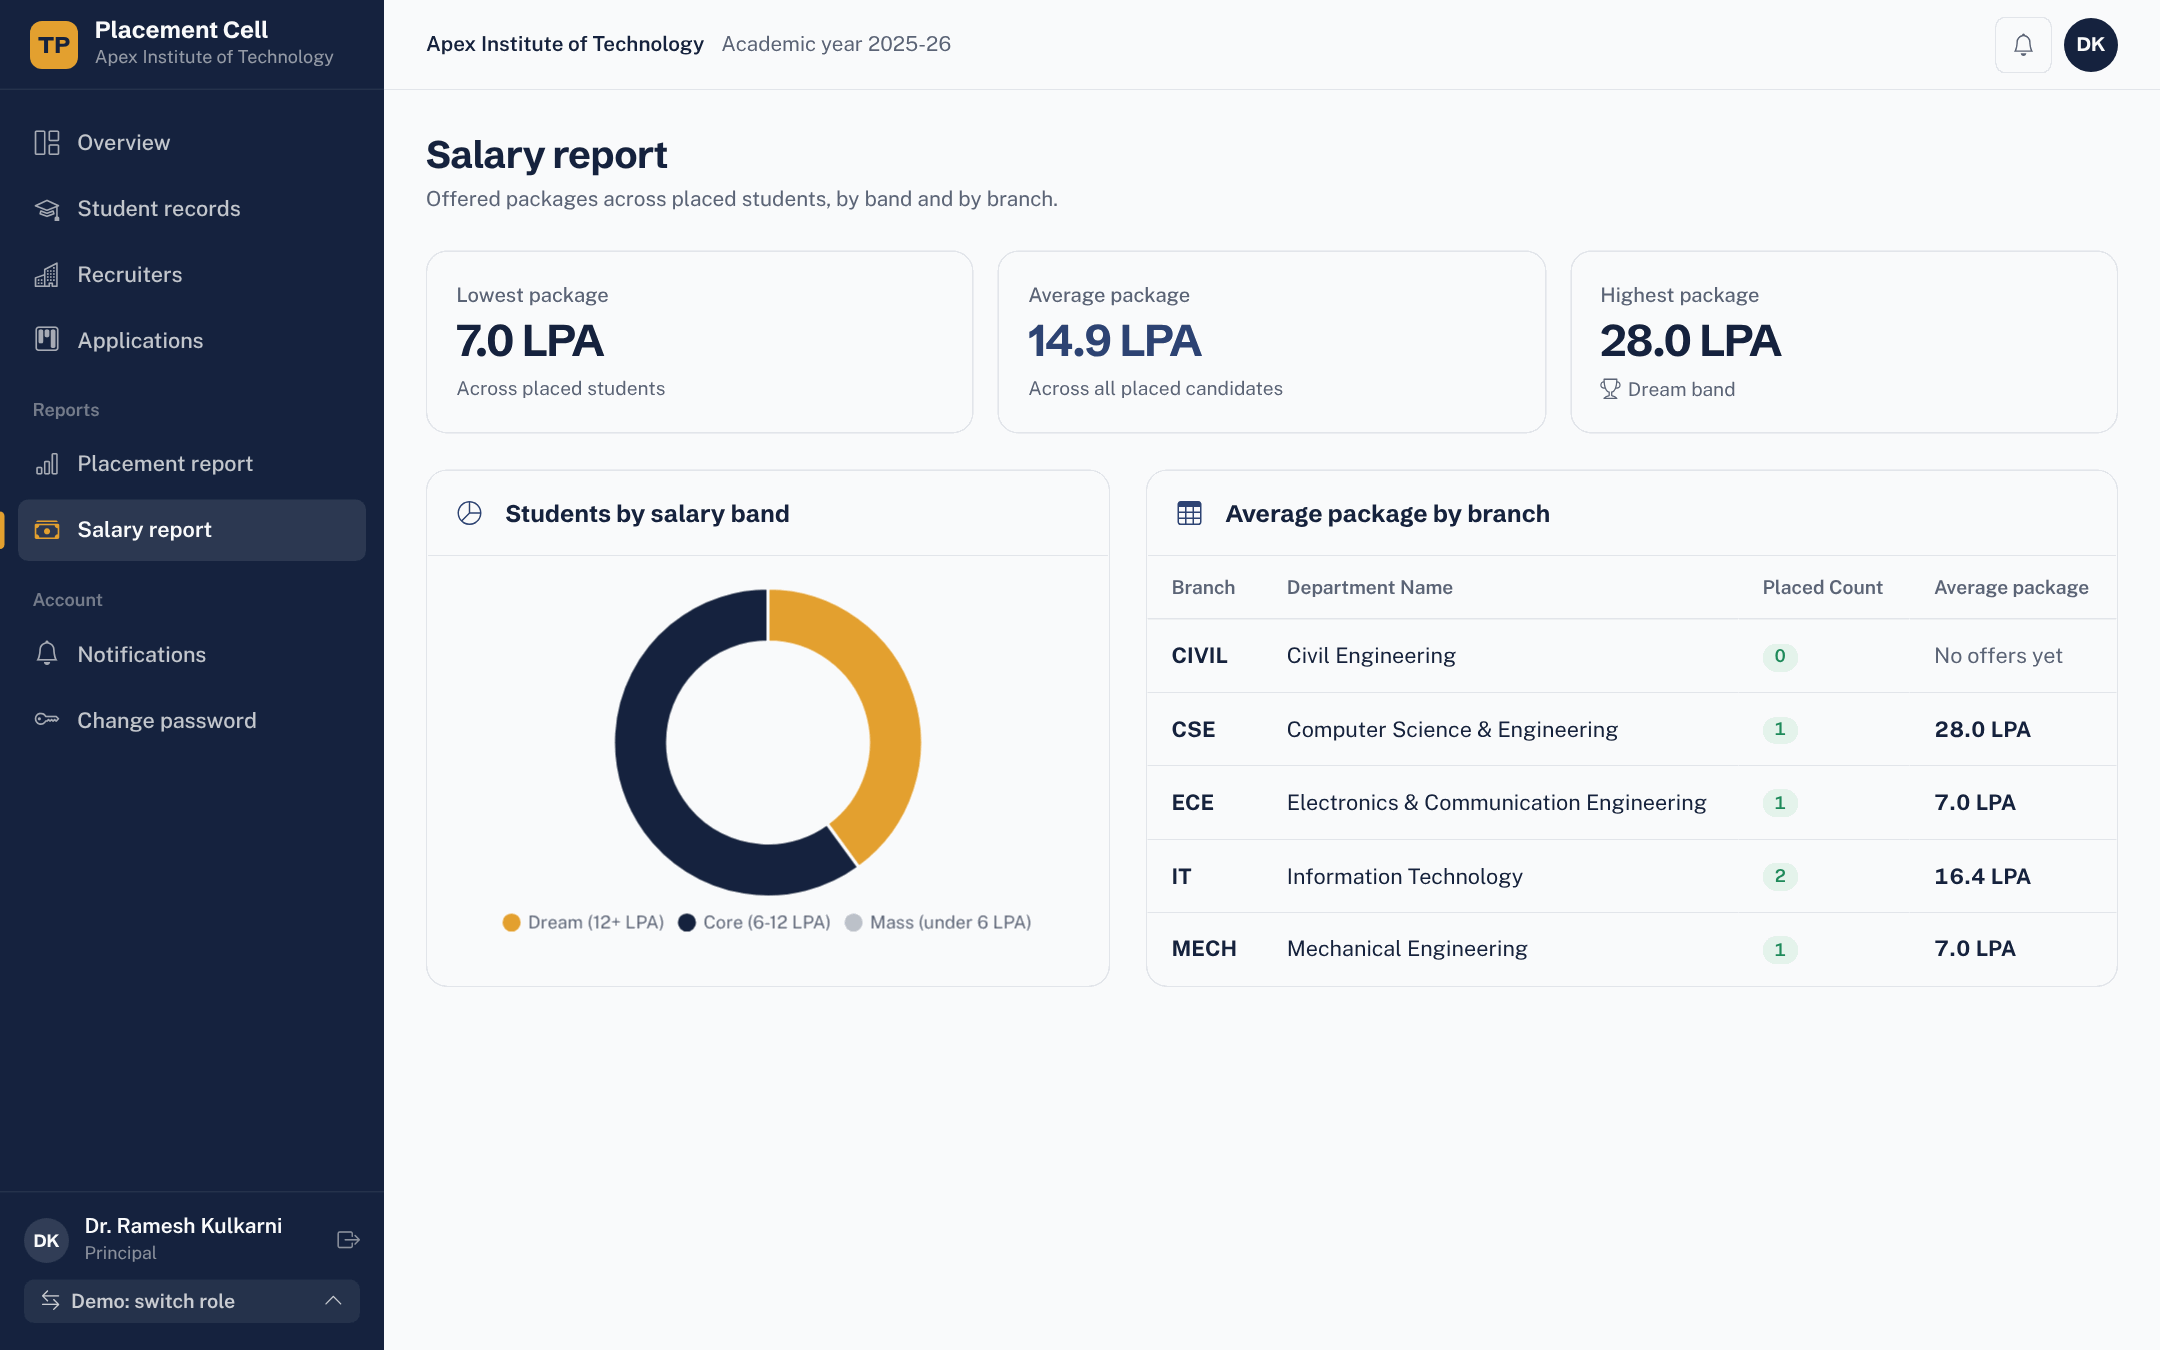 TP
Placement Cell
Apex Institute of Technology
Overview
Student records
Recruiters
Applications
Reports
Placement report
Salary report
Account
Notifications
Change password
DK
Dr. Ramesh Kulkarni
Principal
Demo: switch role
Apex Institute of Technology Academic year 2025-26
DK
Salary report
Offered packages across placed students, by band and by branch.
Lowest package
7.0 LPA
Across placed students
Average package
14.9 LPA
Across all placed candidates
Highest package
28.0 LPA
Dream band
Students by salary band
Dream (12+ LPA) Core (6-12 LPA) Mass (under 6 LPA)
Average package by branch
Branch Department Name Placed Count Average package
CIVIL Civil Engineering 0 No offers yet
CSE Computer Science & Engineering 1 28.0 LPA
ECE Electronics & Communication Engineering 1 7.0 LPA
IT Information Technology 2 16.4 LPA
MECH Mechanical Engineering 1 7.0 LPA